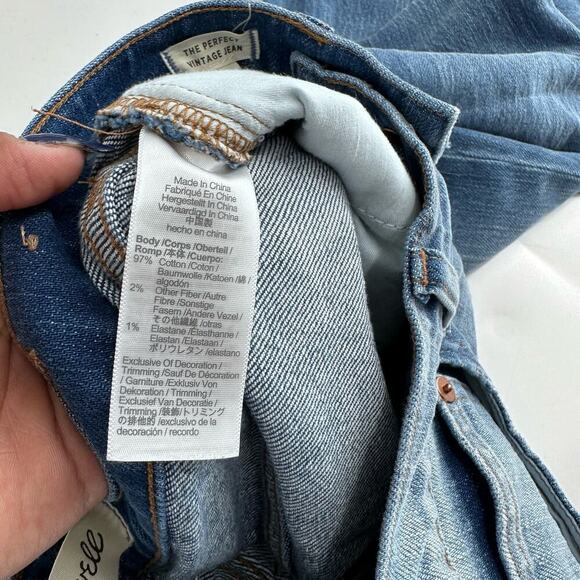 THE PERFECT
VINTAGE JEAN
Made In China
Fabriqué En Chine
Hergestellt In China
Vervaardigd In China
中国製
hecho en china
Body /Corps /Oberteil /
Romp /本体 /Cuerpo:
97% Cotton /Coton /
Baumwolle /Katoen /綿 /
algodón
2% Other Fiber /Autre
Fibre /Sonstige
Fasern /Andere Vezel /
その他繊維 /otras
1% Elastane /Élasthanne /
Elastan /Elastaan /
ポリウレタン /elastano
Exclusive Of Decoration /
Trimming /Sauf De Décoration
/ Garniture /Exklusiv Von
Dekoration / Trimming /
Exclusief Van Decoratie /
Trimming /装飾/トリミング
の排他的 /exclusivo de la
decoración / recordo
well